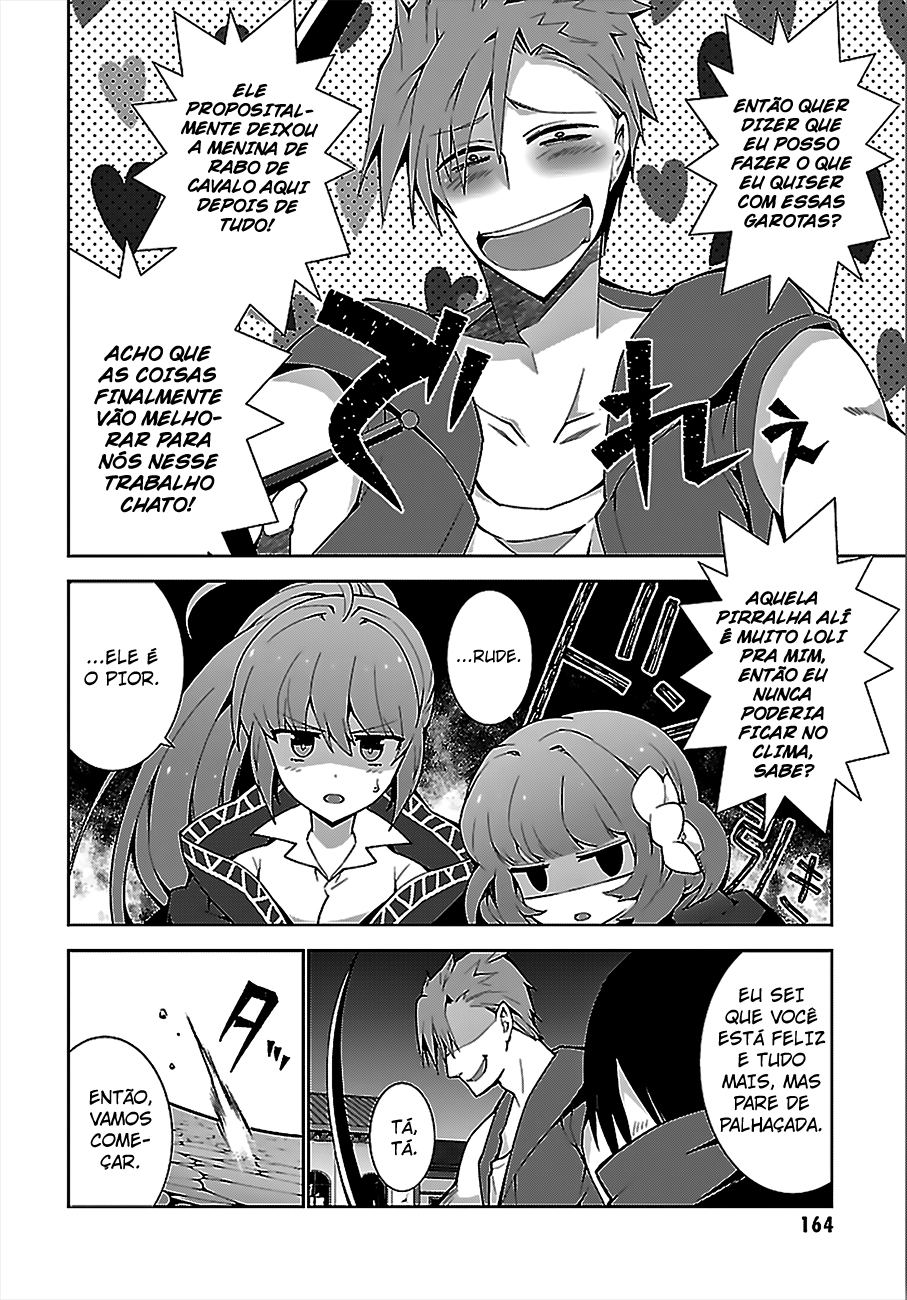 ENTÃO QUER
DIZER QUE
EU POSSO
FAZER O QUE
EU QUISER
COM ESSAS
GAROTAS?
ELE
PROPOSITAL-
MENTE DEIXOU
A MENINA DE
RABO DE
CAVALO AQUI
DEPOIS DE
TUDO!
ACHO QUE
AS COISAS
FINALMENTE
VÃO MELHO-
RAR PARA
NÓS NESSE
TRABALHO
CHATO!
AQUELA
PIRRALHA ALÍ
É MUITO LOLI
PRA MIM,
ENTÃO EU
NUNCA
PODERIA
FICAR NO
CLIMA,
SABE?
...RUDE.
...ELE É
O PIOR.
EU SEI
QUE VOCÊ
ESTÁ FELIZ
E TUDO
MAIS, MAS
PARE DE
PALHAÇADA.
TÁ,
TÁ.
ENTÃO,
VAMOS
COME-
ÇAR.
164